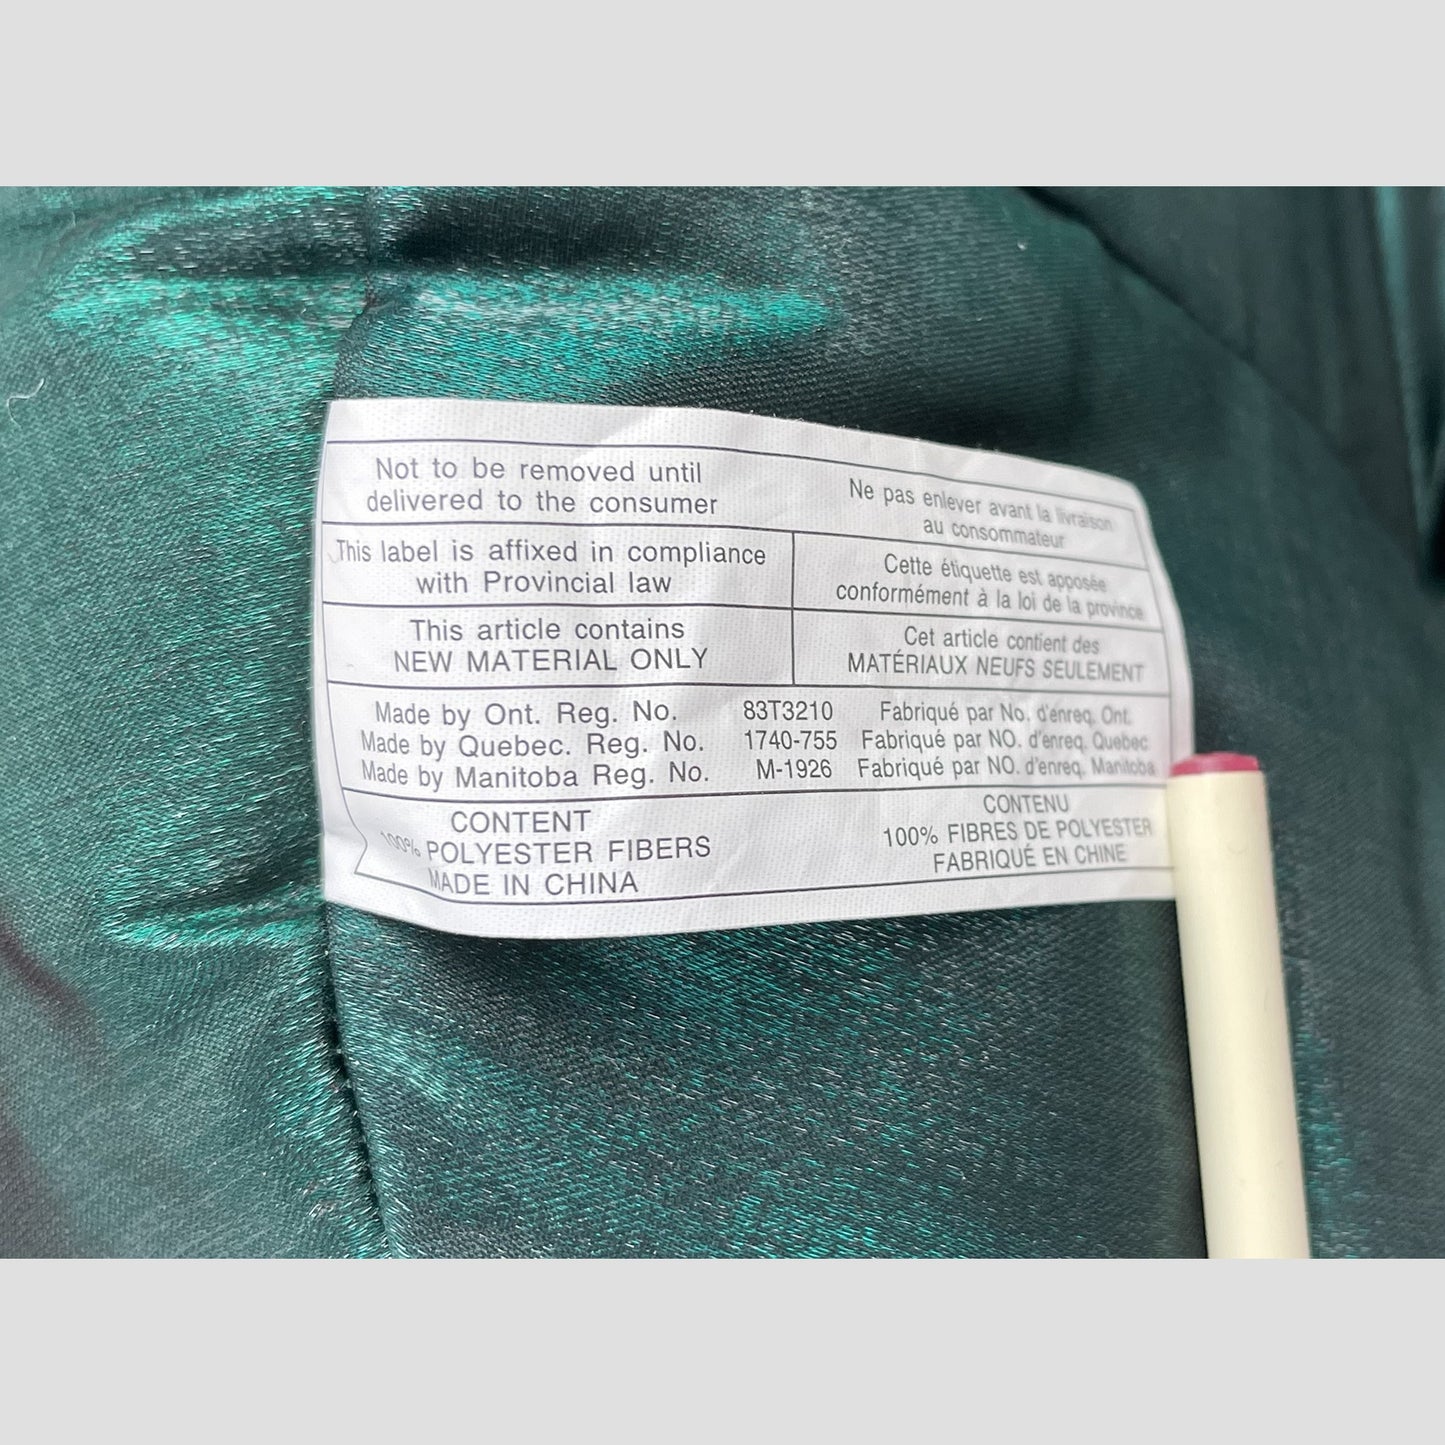 Not to be removed until
delivered to the consumer
Ne pas enlever avant la livraison
au consommateur
This label is affixed in compliance
with Provincial law
Cette étiquette est apposée
conformément à la loi de la province
This article contains
NEW MATERIAL ONLY
Cet article contient des
MATÉRIAUX NEUFS SEULEMENT
Made by Ont. Reg. No. 83T3210 Fabriqué par No. d'enreq. Ont.
Made by Quebec. Reg. No. 1740-755 Fabriqué par NO. d'enreq. Quebec
Made by Manitoba Reg. No. M-1926 Fabriqué par NO. d'enreq. Manitoba
CONTENT
100% POLYESTER FIBERS
MADE IN CHINA
CONTENU
100% FIBRES DE POLYESTER
FABRIQUÉ EN CHINE